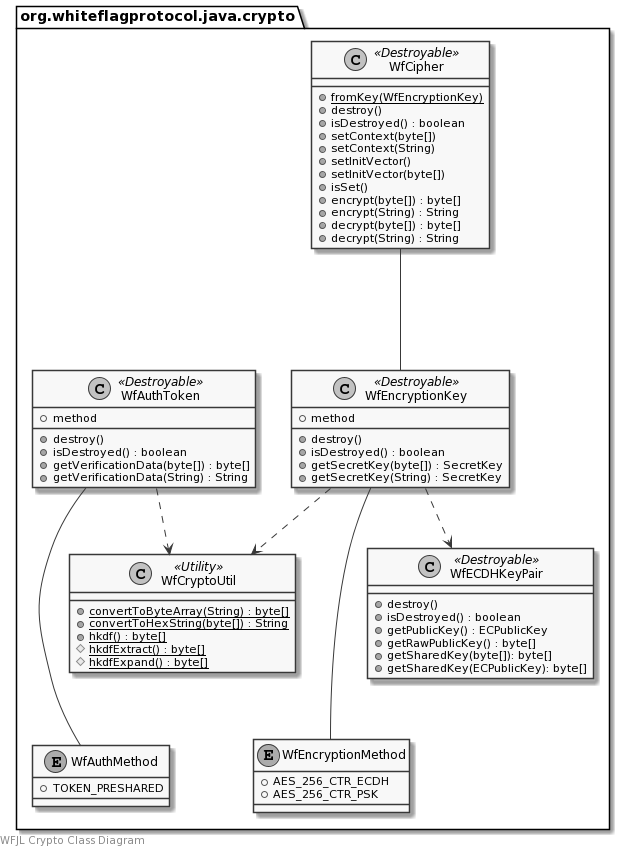 org.whiteflagprotocol.java.crypto
C
«Destroyable»
WfCipher
fromKey(WfEncryptionKey)
destroy()
isDestroyed() : boolean
setContext(byte[])
setContext(String)
setInitVector()
setInitVector(byte[])
isSet()
encrypt(byte[]) : byte[]
encrypt(String) : String
decrypt(byte[]) : byte[]
decrypt(String) : String
C
«Destroyable»
WfAuthToken
method
destroy()
isDestroyed() : boolean
getVerificationData(byte[]) : byte[]
getVerificationData(String) : String
C
«Destroyable»
WfEncryptionKey
method
destroy()
isDestroyed() : boolean
getSecretKey(byte[]) : SecretKey
getSecretKey(String) : SecretKey
C
«Utility»
WfCryptoUtil
convertToByteArray(String) : byte[]
convertToHexString(byte[]) : String
hkdf() : byte[]
hkdfExtract() : byte[]
hkdfExpand() : byte[]
C
«Destroyable»
WfECDHKeyPair
destroy()
isDestroyed() : boolean
getPublicKey() : ECPublicKey
getRawPublicKey() : byte[]
getSharedKey(byte[]): byte[]
getSharedKey(ECPublicKey): byte[]
E WfAuthMethod
TOKEN_PRESHARED
E WfEncryptionMethod
AES_256_CTR_ECDH
AES_256_CTR_PSK
WFJL Crypto Class Diagram